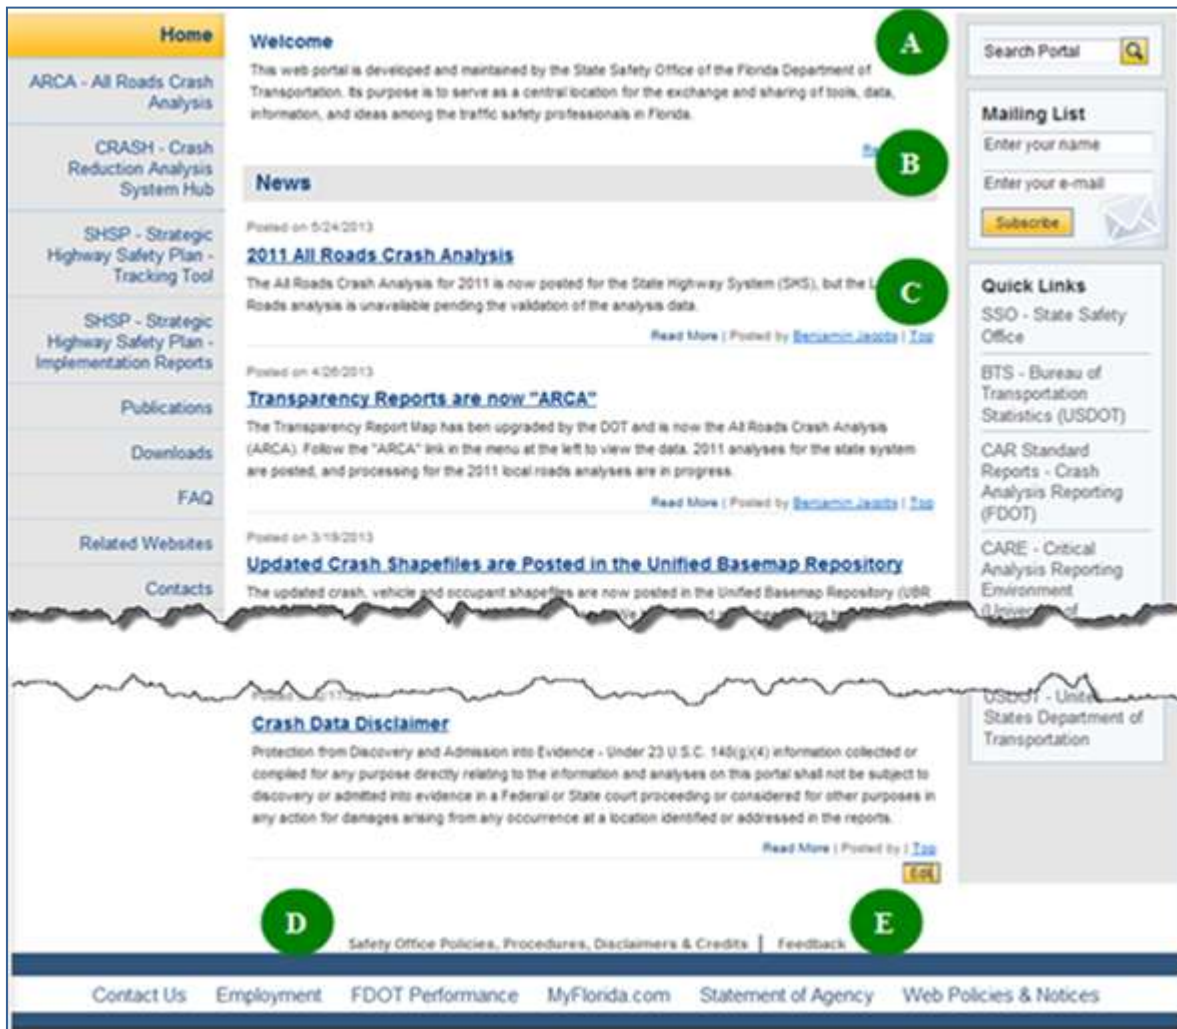 Home
ARCA - All Roads Crash
Analysis
CRASH - Crash
Reduction Analysis
System Hub
SHSP - Strategic
Highway Safety Plan -
Tracking Tool
SHSP - Strategic
Highway Safety Plan -
Implementation Reports
Publications
Downloads
FAQ
Related Websites
Contacts
Welcome
This web portal is developed and maintained by the State Safety Office of the Florida Department of
Transportation. Its purpose is to serve as a central location for the exchange and sharing of tools, data,
information, and ideas among the traffic safety professionals in Florida.
News
Posted on 5/24/2013
2011 All Roads Crash Analysis
The All Roads Crash Analysis for 2011 is now posted for the State Highway System (SHS), but the
Roads analysis is unavailable pending the validation of the analysis data.
Read More | Posted by Benjamin Jacobs | Top
Posted on 4/26/2013
Transparency Reports are now "ARCA"
The Transparency Report Map has ben upgraded by the DOT and is now the All Roads Crash Analysis
(ARCA). Follow the "ARCA" link in the menu at the left to view the data. 2011 analyses for the state system
are posted, and processing for the 2011 local roads analyses are in progress.
Read More | Posted by Benjamin Jacobs | Top
Posted on 3/19/2013
Updated Crash Shapefiles are Posted in the Unified Basemap Repository
The updated crash, vehicle and occupant shapefiles are now posted in the Unified Basemap Repository (UBR
Crash Data Disclaimer
Protection from Discovery and Admission into Evidence - Under 23 U.S.C. 148(g)(4) information collected or
compiled for any purpose directly relating to the information and analyses on this portal shall not be subject to
discovery or admitted into evidence in a Federal or State court proceeding or considered for other purposes in
any action for damages arising from any occurrence at a location identified or addressed in the reports.
Read More | Posted by | Top
Edit
A
B
C
D
E
Search Portal
Mailing List
Enter your name
Enter your e-mail
Subscribe
Quick Links
SSO - State Safety
Office
BTS - Bureau of
Transportation
Statistics (USDOT)
CAR Standard
Reports - Crash
Analysis Reporting
(FDOT)
CARE - Critical
Analysis Reporting
Environment
(University of
USDOT - United
States Department of
Transportation
Safety Office Policies, Procedures, Disclaimers & Credits | Feedback
Contact Us Employment FDOT Performance MyFlorida.com Statement of Agency Web Policies & Notices